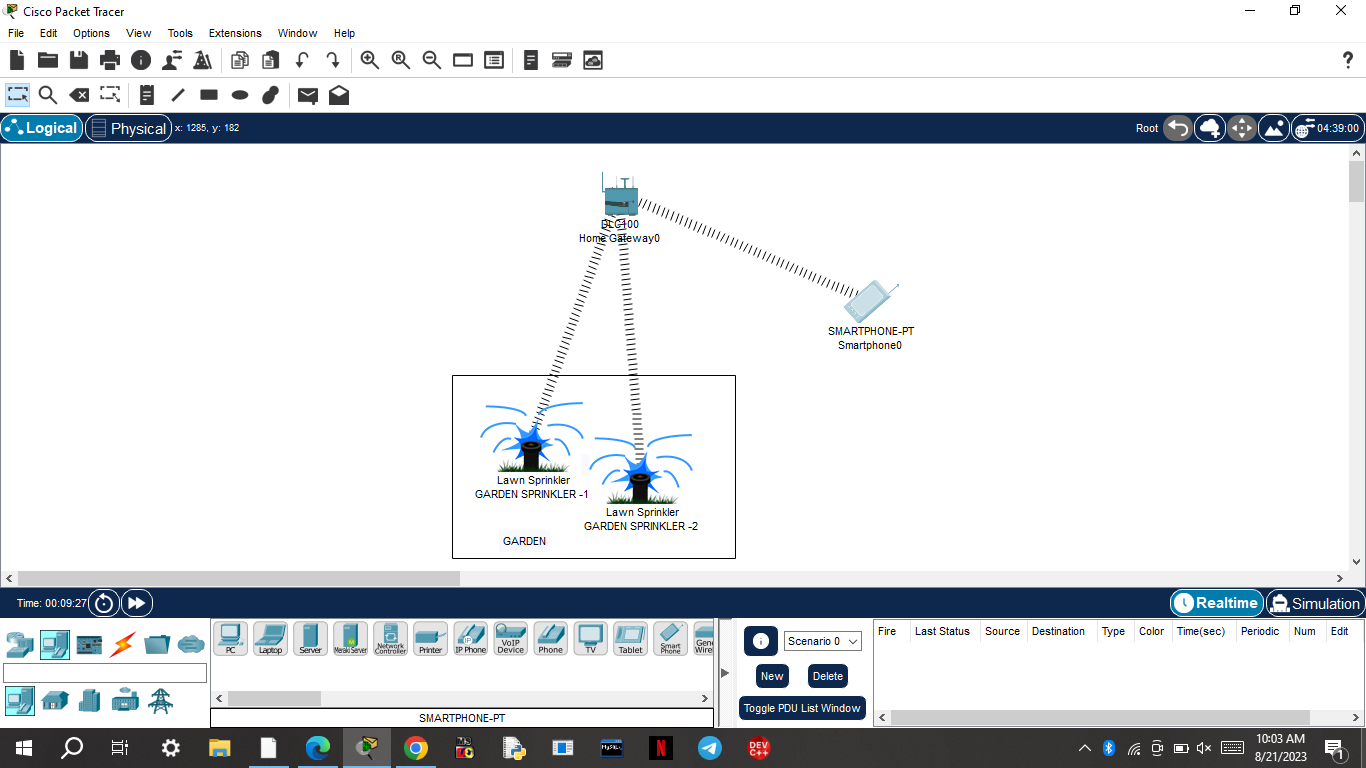 Cisco Packet Tracer
File Edit Options View Tools Extensions Window Help
?
Logical Physical x: 1285, y: 182 Root 04:39:00
DLC100
Home Gateway0
SMARTPHONE-PT
Smartphone0
Lawn Sprinkler
GARDEN SPRINKLER -1
Lawn Sprinkler
GARDEN SPRINKLER -2
GARDEN
Time: 00:09:27 Realtime Simulation
PC Laptop Server Meraki Server Network Controller Printer IP Phone VoIP Device Phone TV Tablet Smart Phone Gene Wirel
SMARTPHONE-PT
Scenario 0
New Delete
Toggle PDU List Window
Fire Last Status Source Destination Type Color Time(sec) Periodic Num Edit
MySQL N DEV C++
10:03 AM
8/21/2023
1